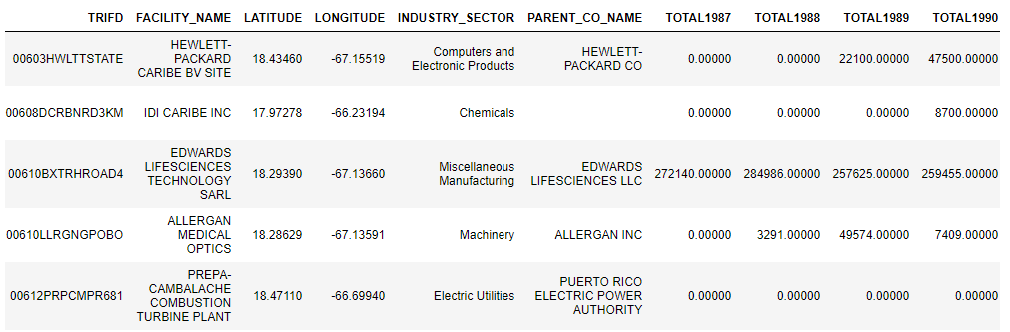 TRIFD FACILITY_NAME LATITUDE LONGITUDE INDUSTRY_SECTOR PARENT_CO_NAME TOTAL1987 TOTAL1988 TOTAL1989 TOTAL1990
00603HWLTTSTATE HEWLETT-
PACKARD
CARIBE BV SITE 18.43460 -67.15519 Computers and
Electronic Products HEWLETT-
PACKARD CO 0.00000 0.00000 22100.00000 47500.00000
00608DCRBNRD3KM IDI CARIBE INC 17.97278 -66.23194 Chemicals 0.00000 0.00000 0.00000 8700.00000
00610BXTRHROAD4 EDWARDS
LIFESCIENCES
TECHNOLOGY
SARL 18.29390 -67.13660 Miscellaneous
Manufacturing EDWARDS
LIFESCIENCES LLC 272140.00000 284986.00000 257625.00000 259455.00000
00610LLRGNGPOBO ALLERGAN
MEDICAL
OPTICS 18.28629 -67.13591 Machinery ALLERGAN INC 0.00000 3291.00000 49574.00000 7409.00000
00612PRPCMPR681 PREPA-
CAMBALACHE
COMBUSTION
TURBINE PLANT 18.47110 -66.69940 Electric Utilities PUERTO RICO
ELECTRIC POWER
AUTHORITY 0.00000 0.00000 0.00000 0.00000